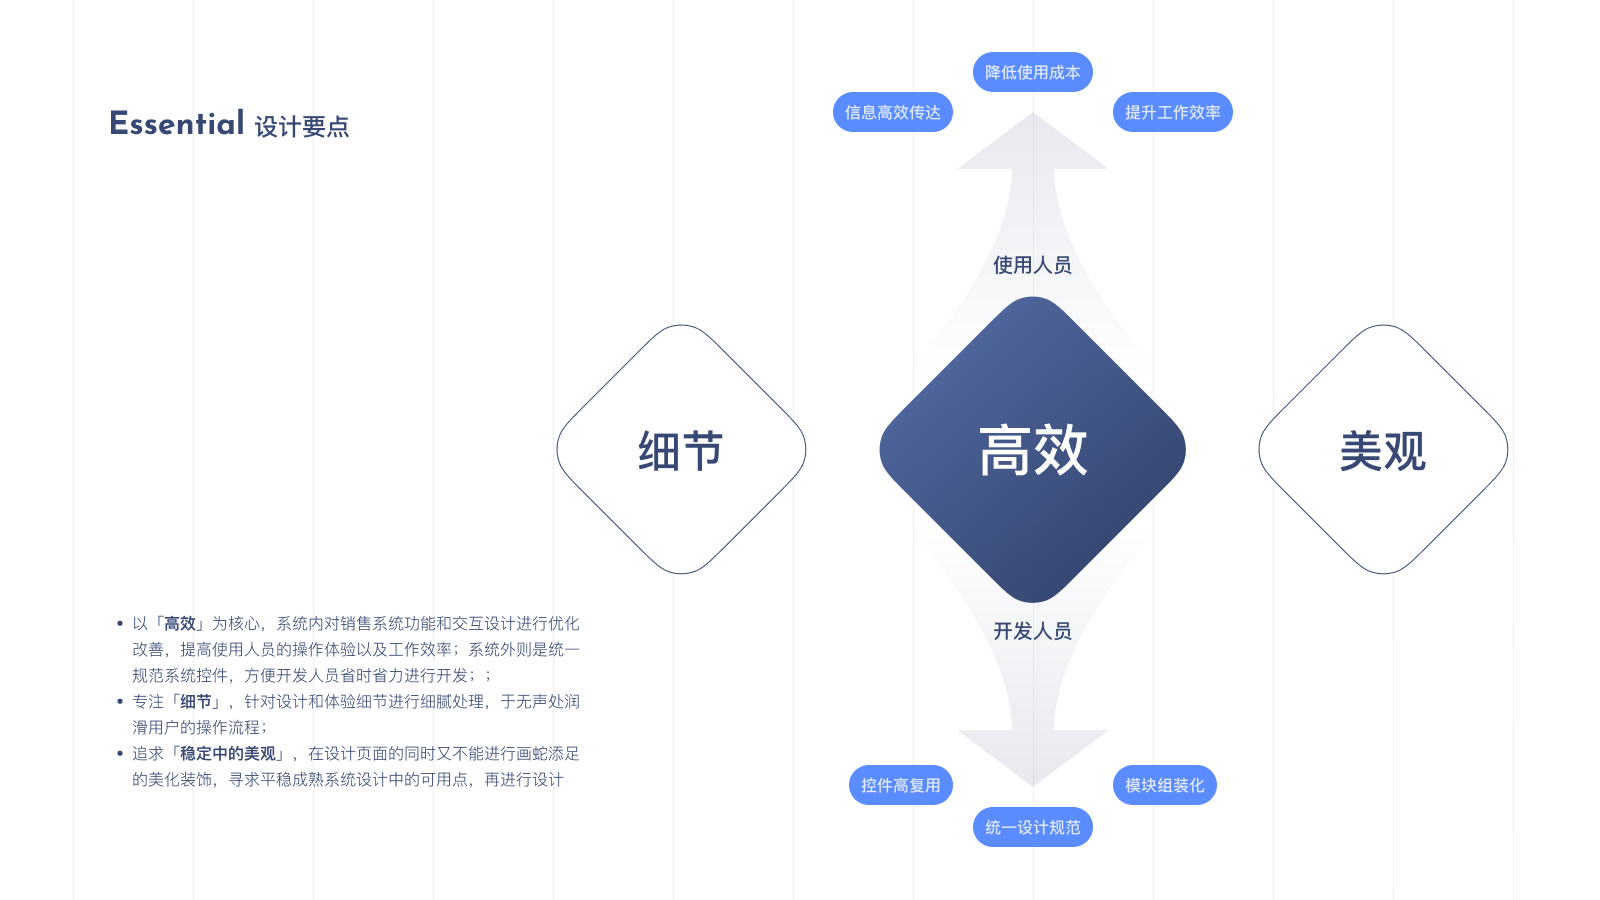 Essential 设计要点
降低使用成本
信息高效传达
提升工作效率
使用人员
细节
高效
美观
开发人员
控件高复用
模块组装化
统一设计规范
以「高效」为核心，系统内对销售系统功能和交互设计进行优化
改善，提高使用人员的操作体验以及工作效率；系统外则是统一
规范系统控件，方便开发人员省时省力进行开发；；
专注「细节」，针对设计和体验细节进行细腻处理，于无声处润
滑用户的操作流程；
追求「稳定中的美观」，在设计页面的同时又不能进行画蛇添足
的美化装饰，寻求平稳成熟系统设计中的可用点，再进行设计